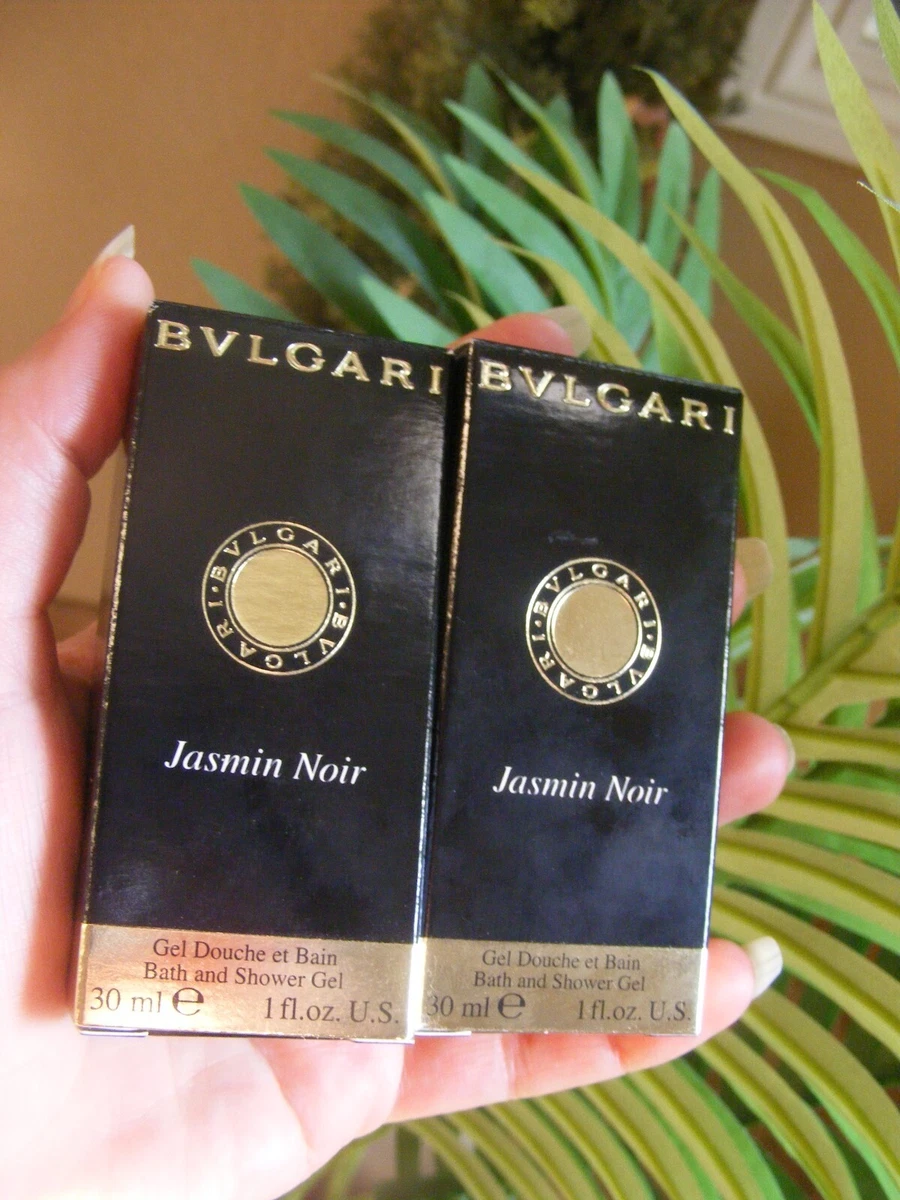 BVLGARI
BVLGARI · BVLGARI ·
Jasmin Noir
Gel Douche et Bain
Bath and Shower Gel
30 ml e 1 fl.oz. U.S.
BVLGARI
BVLGARI · BVLGARI ·
Jasmin Noir
Gel Douche et Bain
Bath and Shower Gel
30 ml e 1 fl.oz. U.S.